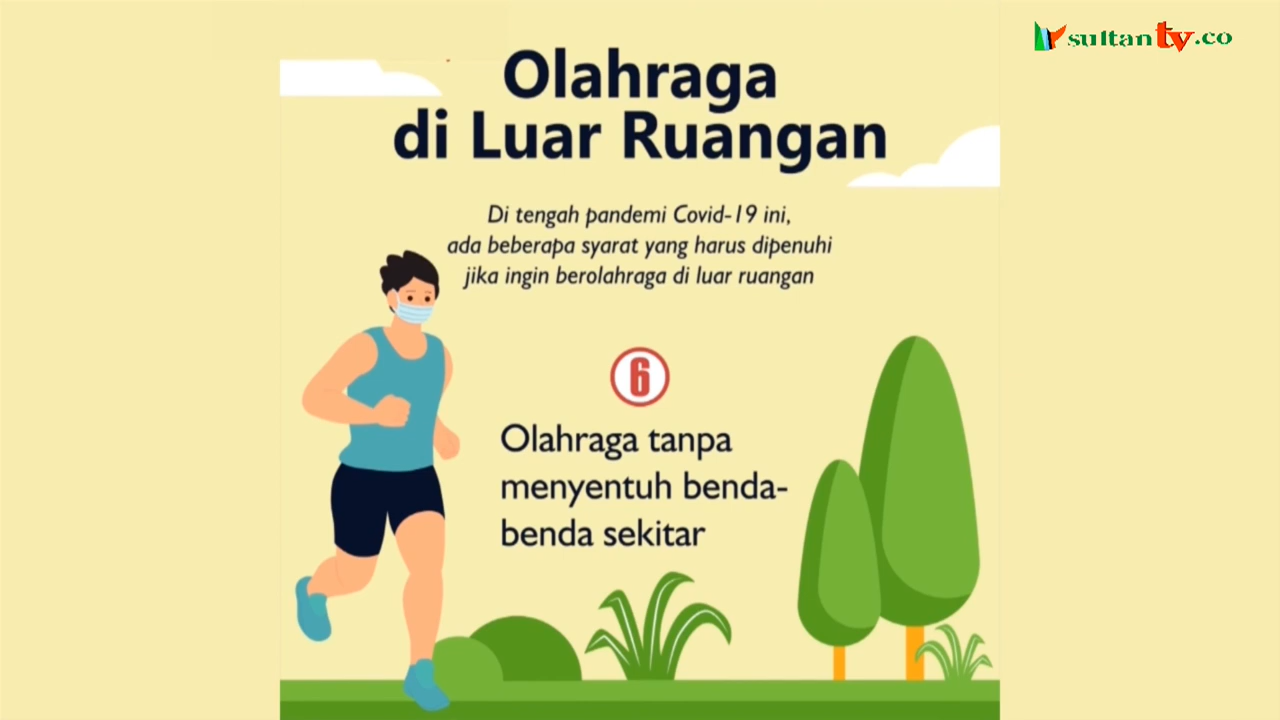 sultantv.co
Olahraga
di Luar Ruangan
Di tengah pandemi Covid-19 ini,
ada beberapa syarat yang harus dipenuhi
jika ingin berolahraga di luar ruangan
6
Olahraga tanpa
menyentuh benda-
benda sekitar